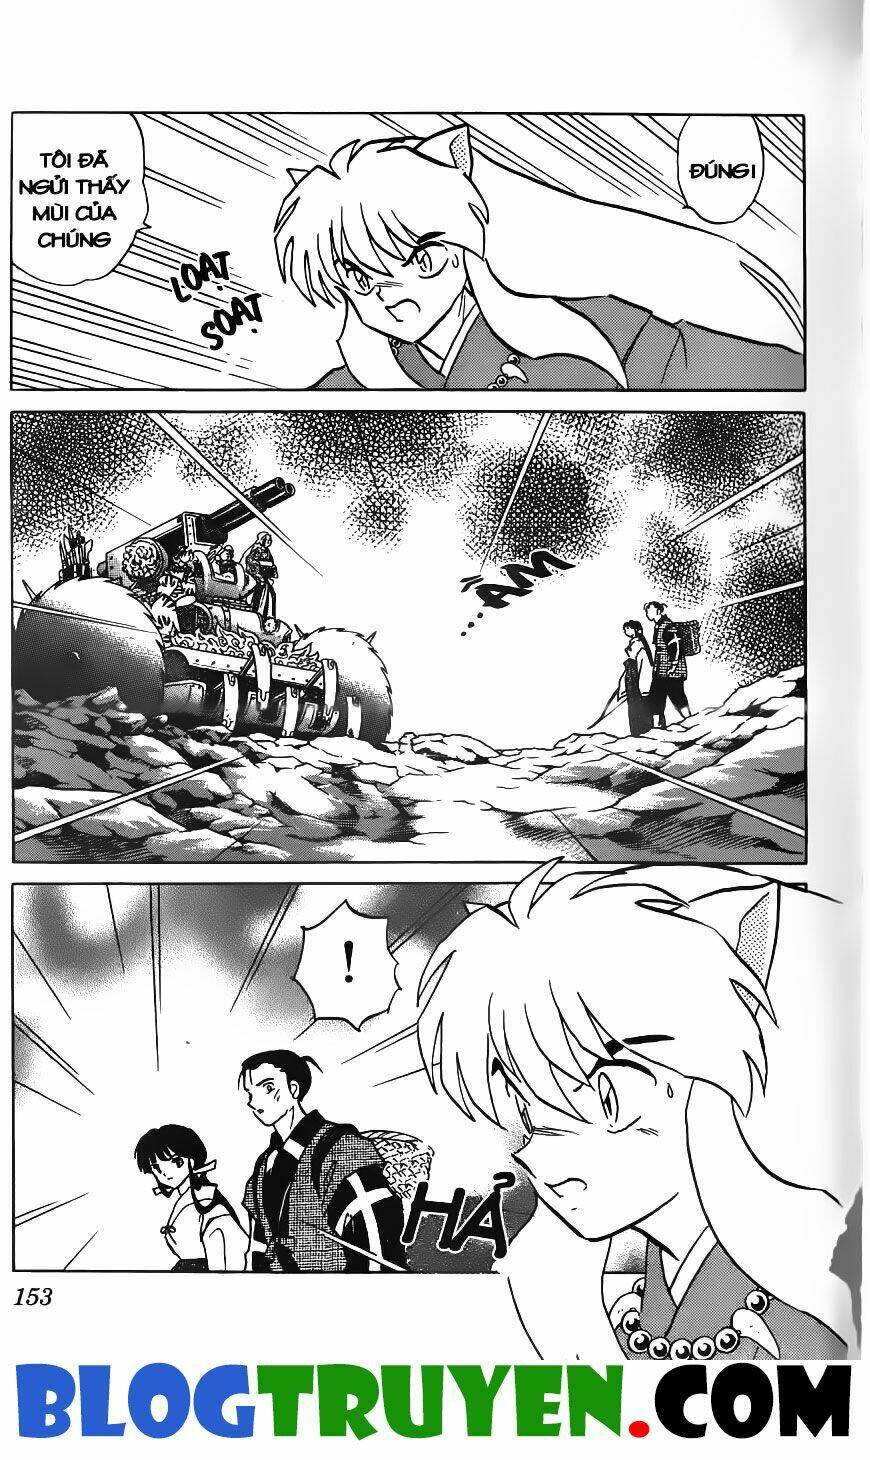 ĐÚNG!
TÔI ĐÃ
NGỬI THẤY
MÙI CỦA
CHÚNG
LOẠT
SOẠT
...ẦM
!
HẢ
153
BLOGTRUYEN.COM